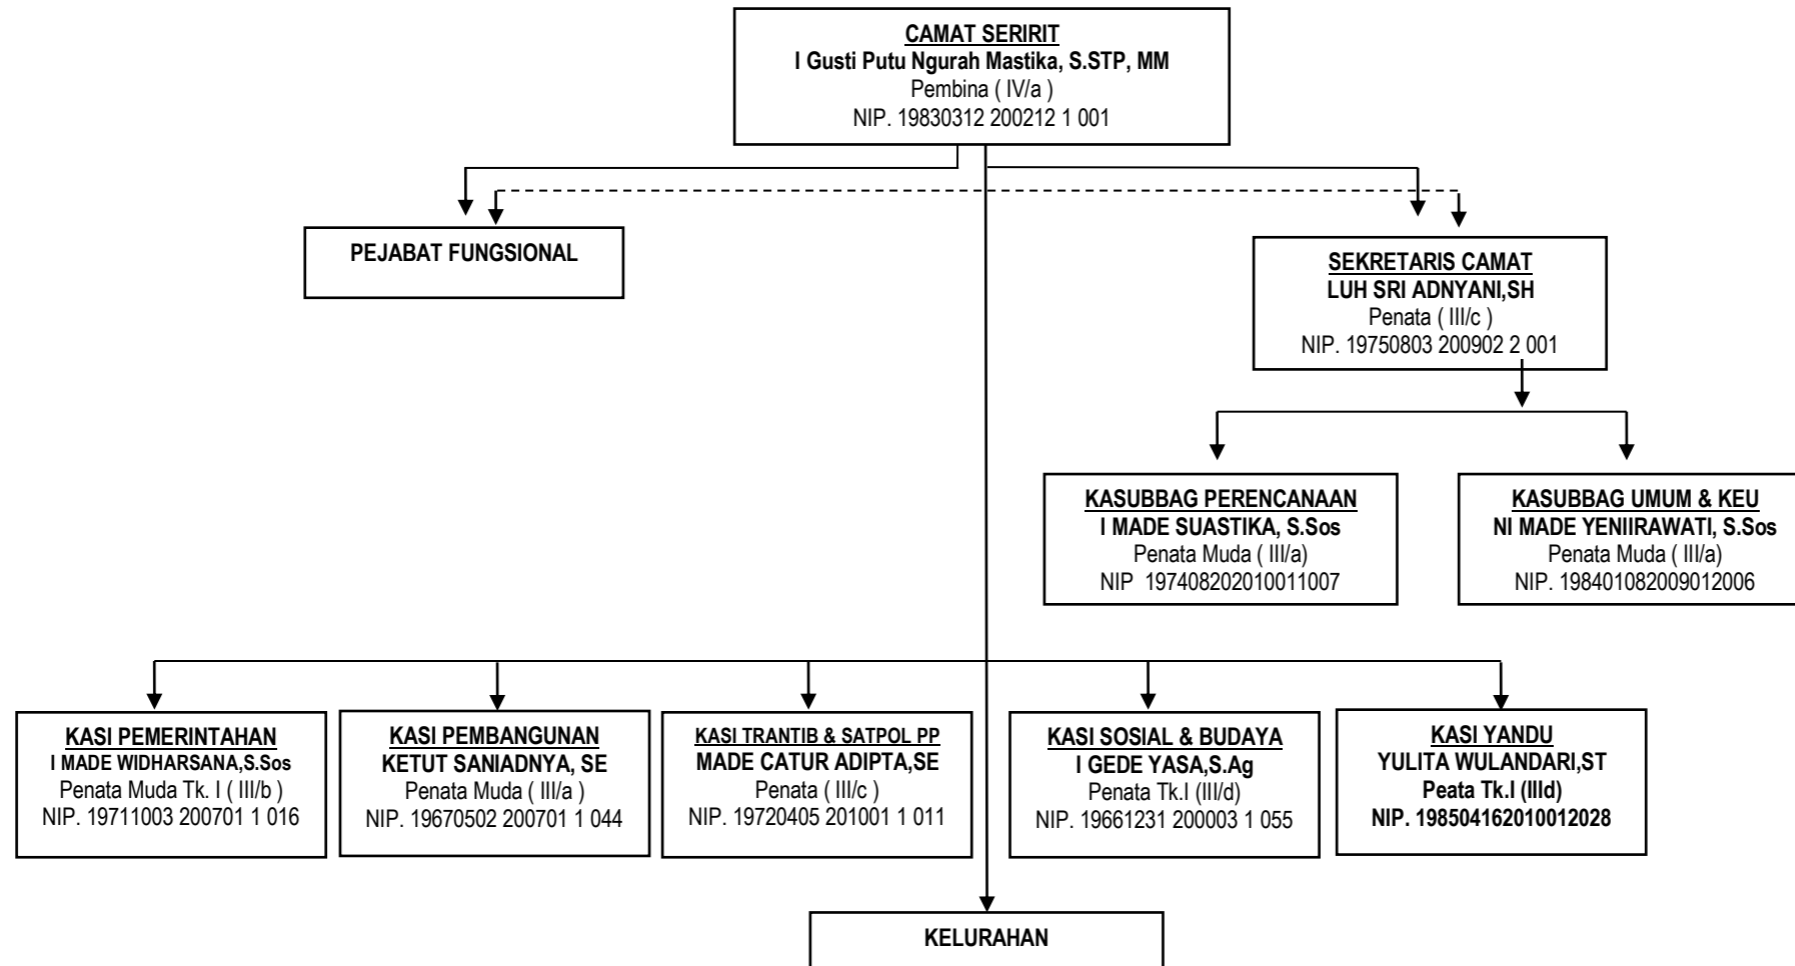 CAMAT SERIRIT
I Gusti Putu Ngurah Mastika, S.STP, MM
Pembina ( IV/a )
NIP. 19830312 200212 1 001
PEJABAT FUNGSIONAL
SEKRETARIS CAMAT
LUH SRI ADNYANI,SH
Penata ( III/c )
NIP. 19750803 200902 2 001
KASUBBAG PERENCANAAN
I MADE SUASTIKA, S.Sos
Penata Muda ( III/a)
NIP 197408202010011007
KASUBBAG UMUM & KEU
NI MADE YENIIRAWATI, S.Sos
Penata Muda ( III/a)
NIP. 198401082009012006
KASI PEMERINTAHAN
I MADE WIDHARSANA,S.Sos
Penata Muda Tk. I ( III/b )
NIP. 19711003 200701 1 016
KASI PEMBANGUNAN
KETUT SANIADNYA, SE
Penata Muda ( III/a )
NIP. 19670502 200701 1 044
KASI TRANTIB & SATPOL PP
MADE CATUR ADIPTA,SE
Penata ( III/c )
NIP. 19720405 201001 1 011
KASI SOSIAL & BUDAYA
I GEDE YASA,S.Ag
Penata Tk.I (III/d)
NIP. 19661231 200003 1 055
KASI YANDU
YULITA WULANDARI,ST
Peata Tk.I (IIId)
NIP. 198504162010012028
KELURAHAN